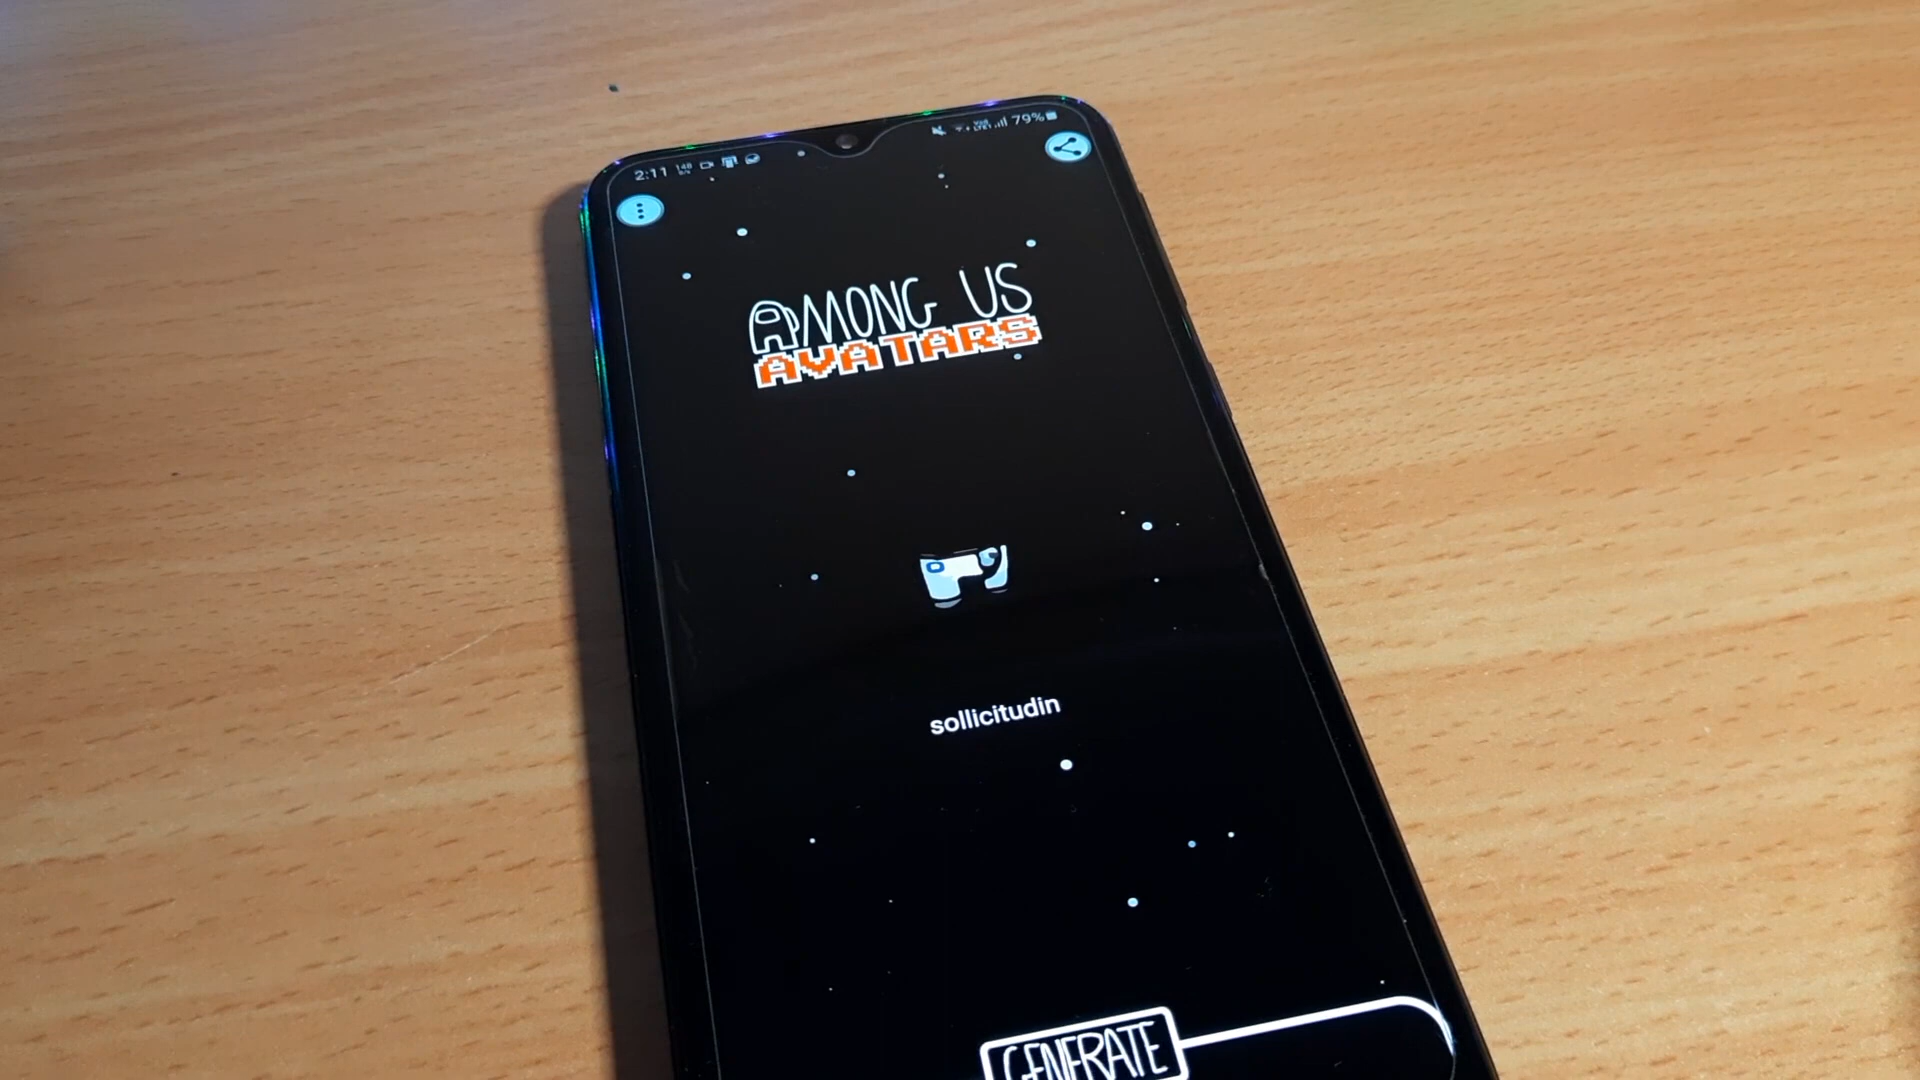 2:11
79%
AMONG US
AVATARS
sollicitudin
GENERATE